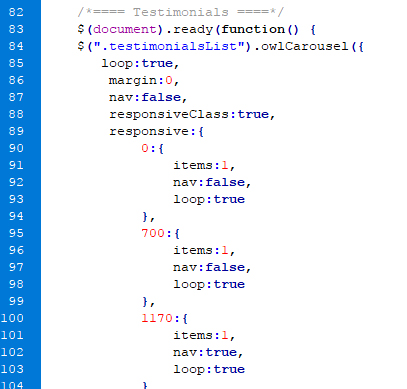 82 /*==== Testimonials ====*/
83 $(document).ready(function() {
84 $(".testimonialsList").owlCarousel({
85 loop:true,
86 margin:0,
87 nav:false,
88 responsiveClass:true,
89 responsive:{
90 0:{
91 items:1,
92 nav:false,
93 loop:true
94 },
95 700:{
96 items:1,
97 nav:false,
98 loop:true
99 },
100 1170:{
101 items:1,
102 nav:true,
103 loop:true
104 }